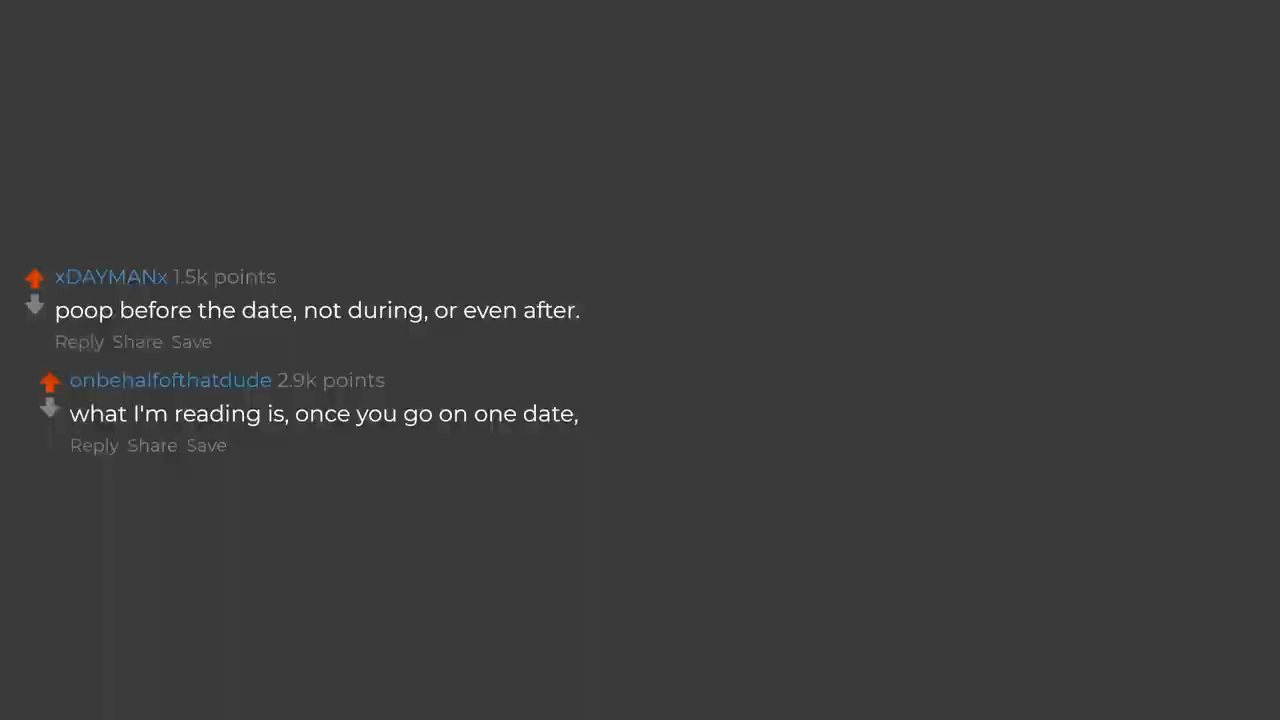 xDAYMANx 1.5k points
poop before the date, not during, or even after.
Reply Share Save
onbehalfofthatdude 2.9k points
what I'm reading is, once you go on one date,
Reply Share Save